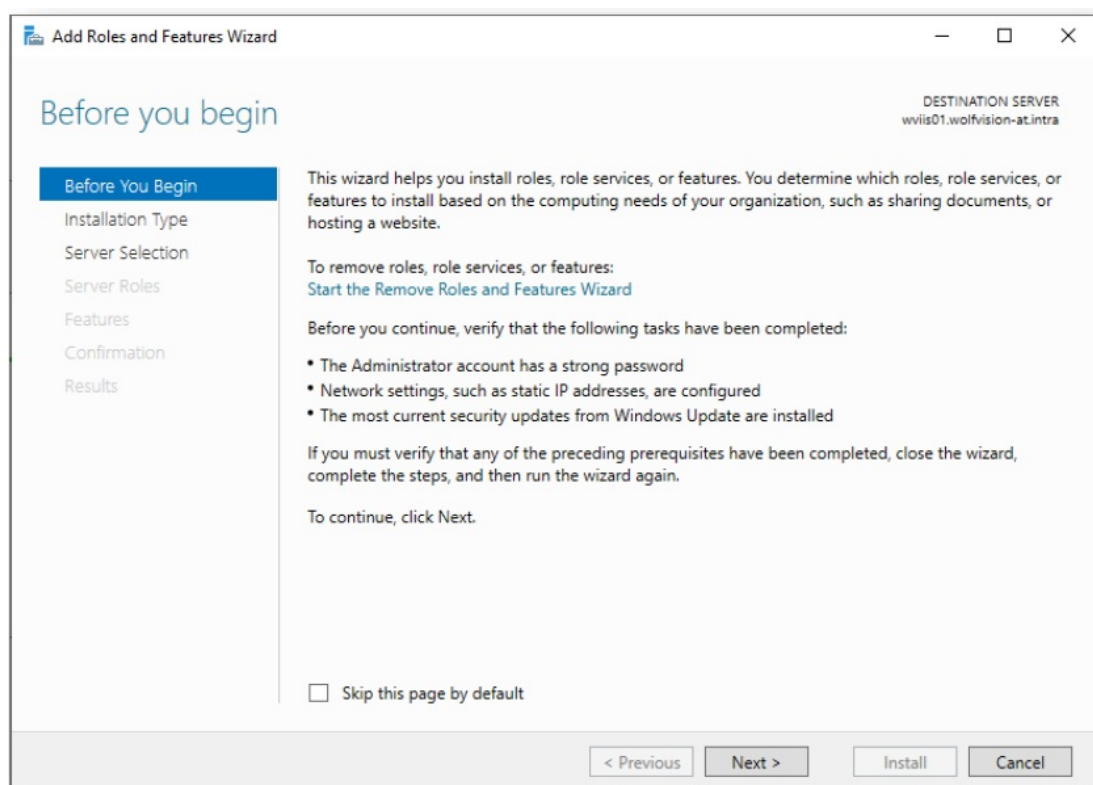 Add Roles and Features Wizard
Before you begin
DESTINATION SERVER
wviis01.wolfvision-at.intra
Before You Begin
Installation Type
Server Selection
Server Roles
Features
Confirmation
Results
This wizard helps you install roles, role services, or features. You determine which roles, role services, or
features to install based on the computing needs of your organization, such as sharing documents, or
hosting a website.
To remove roles, role services, or features:
Start the Remove Roles and Features Wizard
Before you continue, verify that the following tasks have been completed:
• The Administrator account has a strong password
• Network settings, such as static IP addresses, are configured
• The most current security updates from Windows Update are installed
If you must verify that any of the preceding prerequisites have been completed, close the wizard,
complete the steps, and then run the wizard again.
To continue, click Next.
Skip this page by default
< Previous
Next >
Install
Cancel